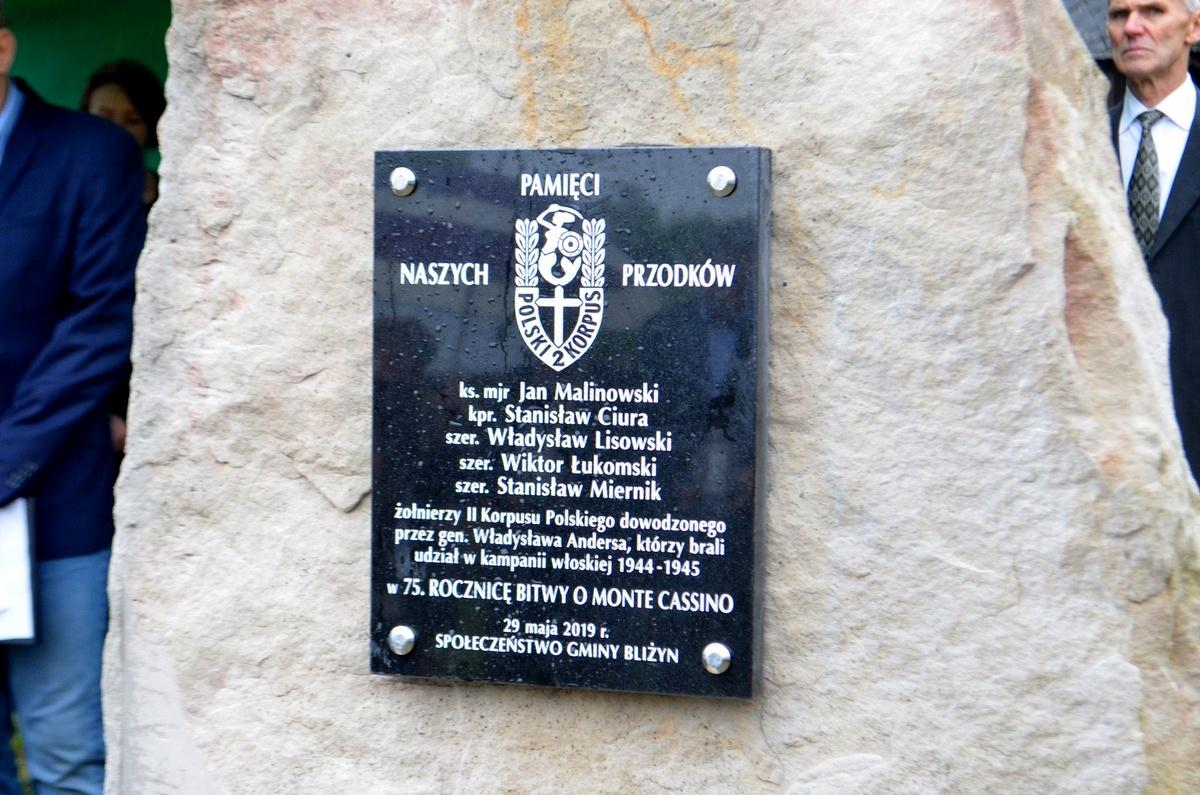 PAMIĘCI
NASZYCH PRZODKÓW
POLSKI 2 KORPUS
ks. mjr Jan Malinowski
kpr. Stanisław Ciura
szer. Władysław Lisowski
szer. Wiktor Łukomski
szer. Stanisław Miernik
żołnierzy II Korpusu Polskiego dowodzonego
przez gen. Władysława Andersa, którzy brali
udział w kampanii włoskiej 1944-1945
w 75. ROCZNICĘ BITWY O MONTE CASSINO
29 maja 2019 r.
SPOŁECZEŃSTWO GMINY BLIŻYN